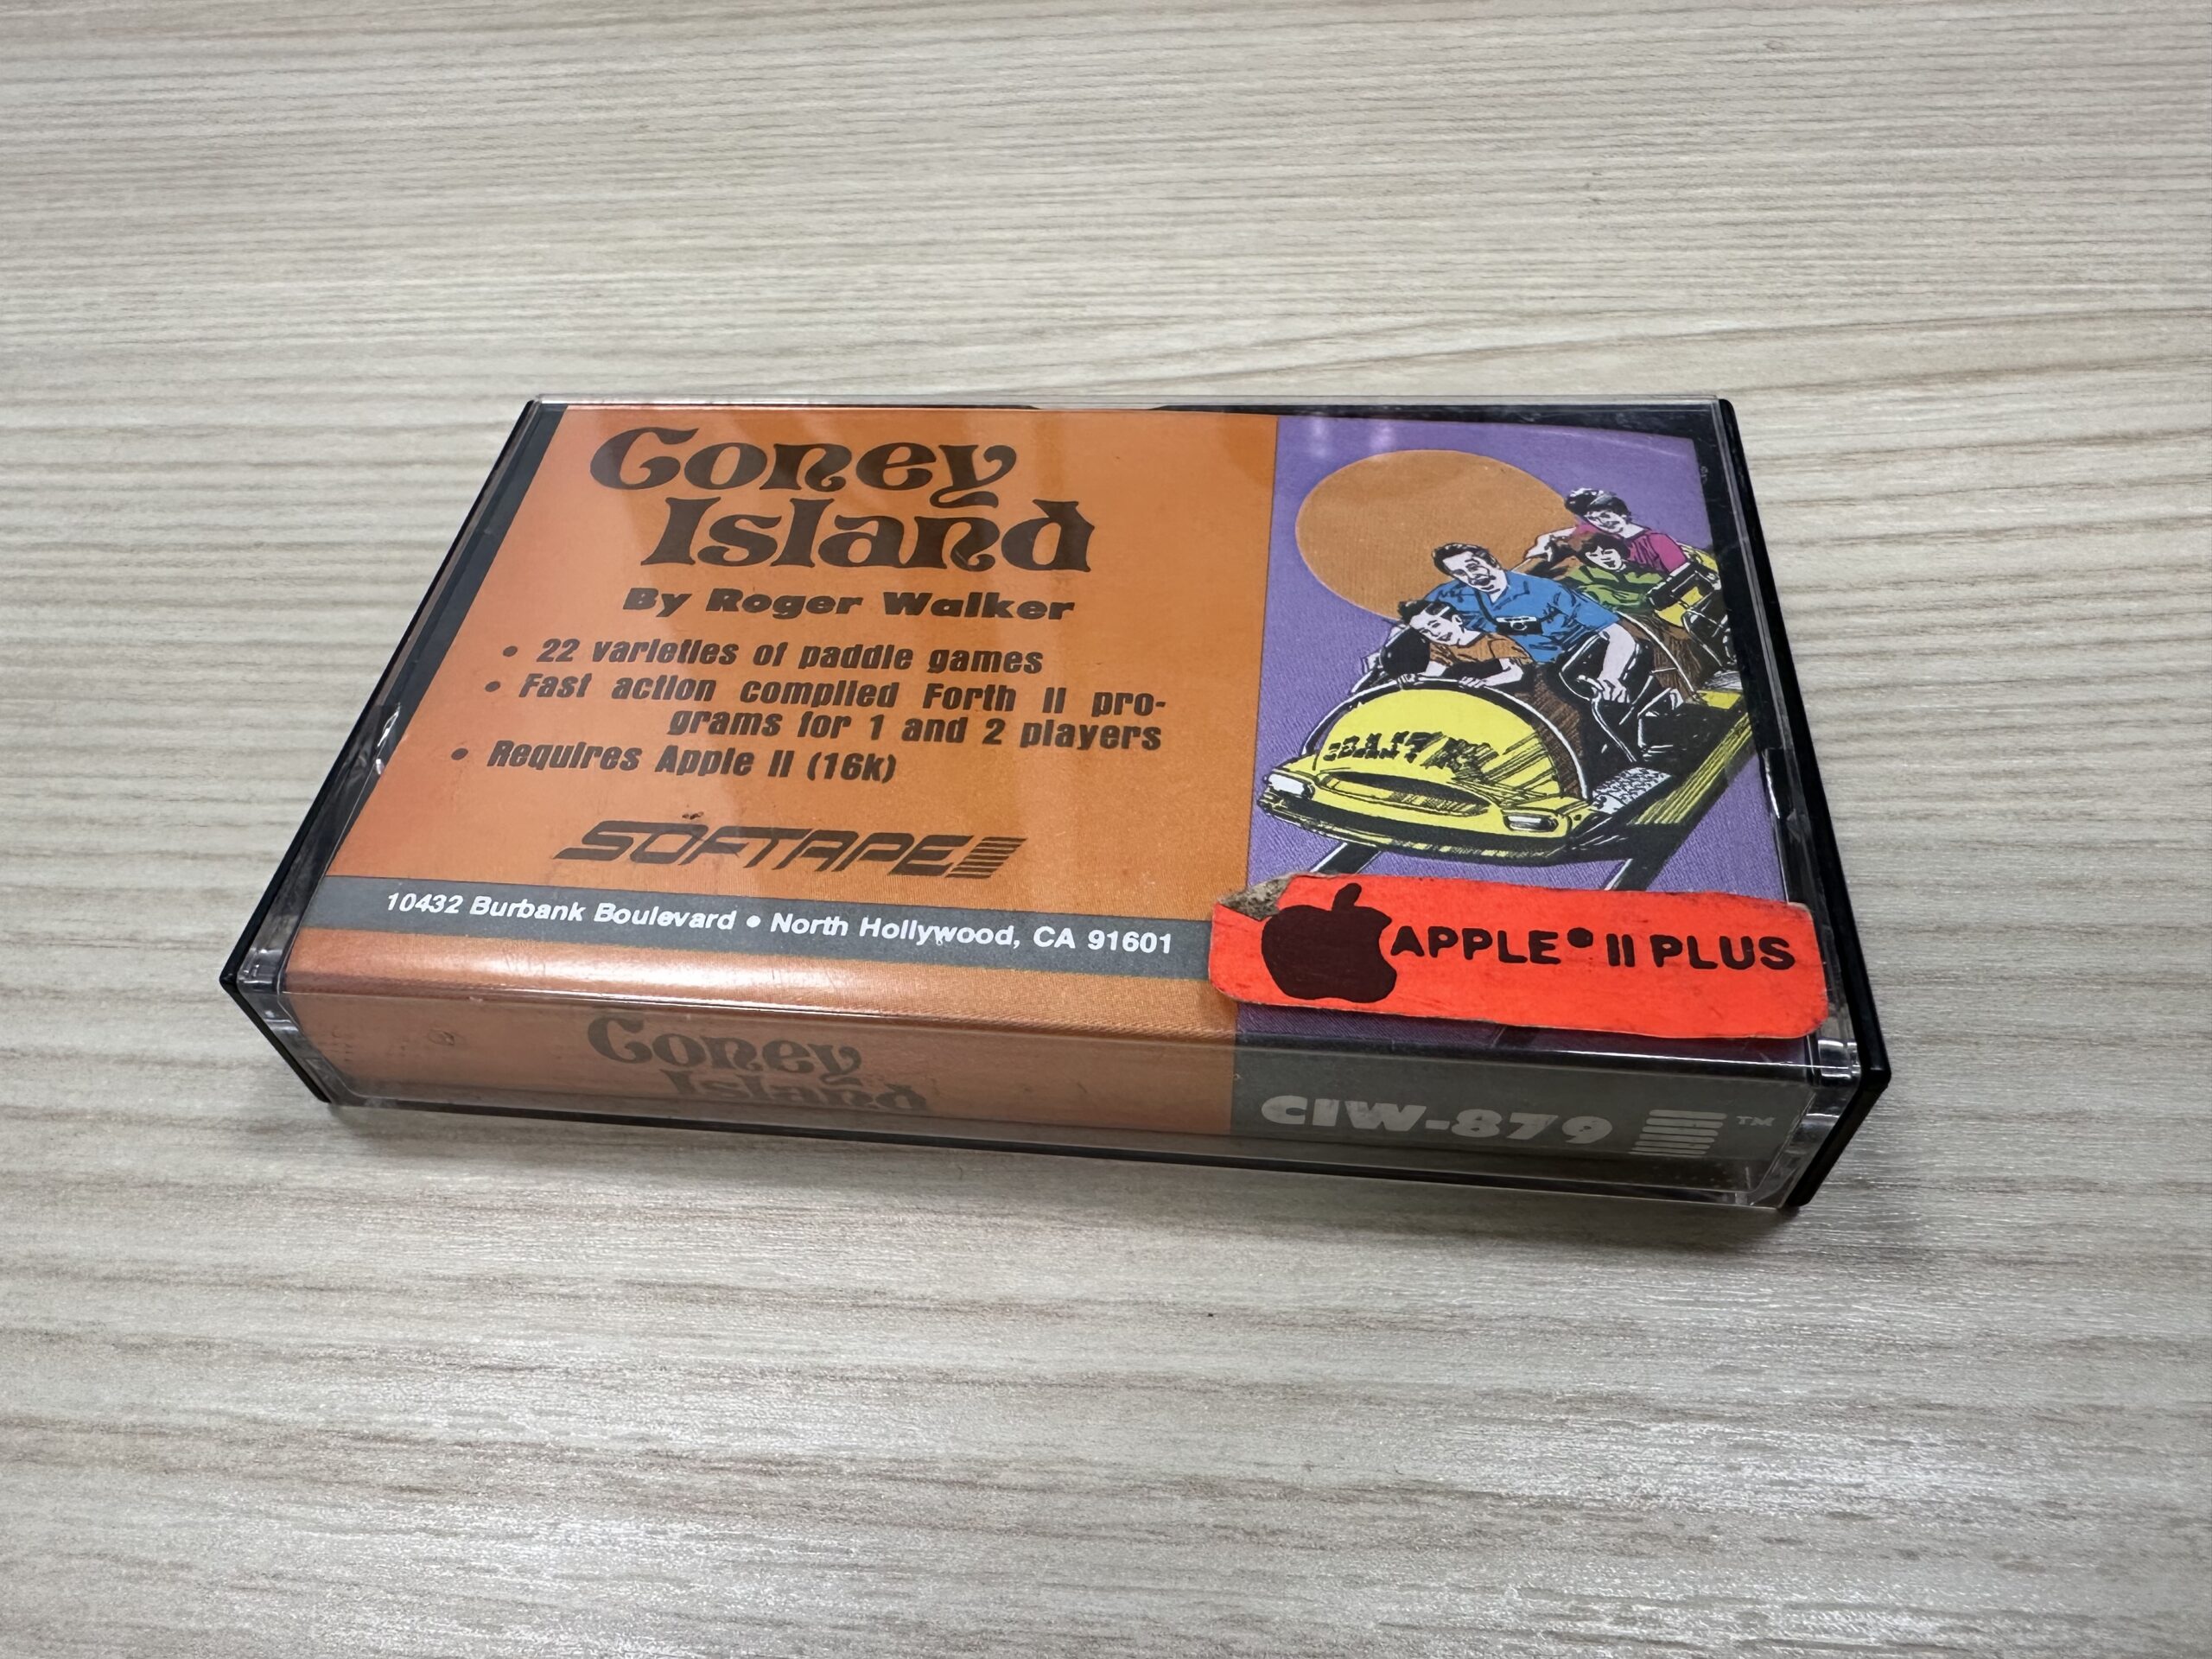 Coney
Island
By Roger Walker
• 22 varieties of paddle games
• Fast action compiled Forth II pro-
grams for 1 and 2 players
• Requires Apple II (16k)
SOFTAPE
10432 Burbank Boulevard • North Hollywood, CA 91601
APPLE® II PLUS
Coney
Island
CIW-879 ™